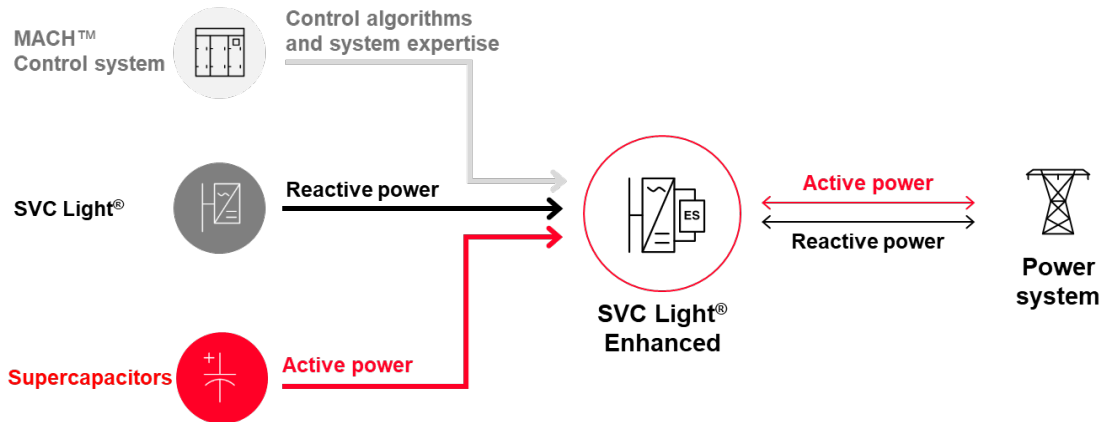 MACH™
Control system
Control algorithms
and system expertise
SVC Light®
Reactive power
Supercapacitors
+
Active power
ES
SVC Light®
Enhanced
Active power
Reactive power
Power
system